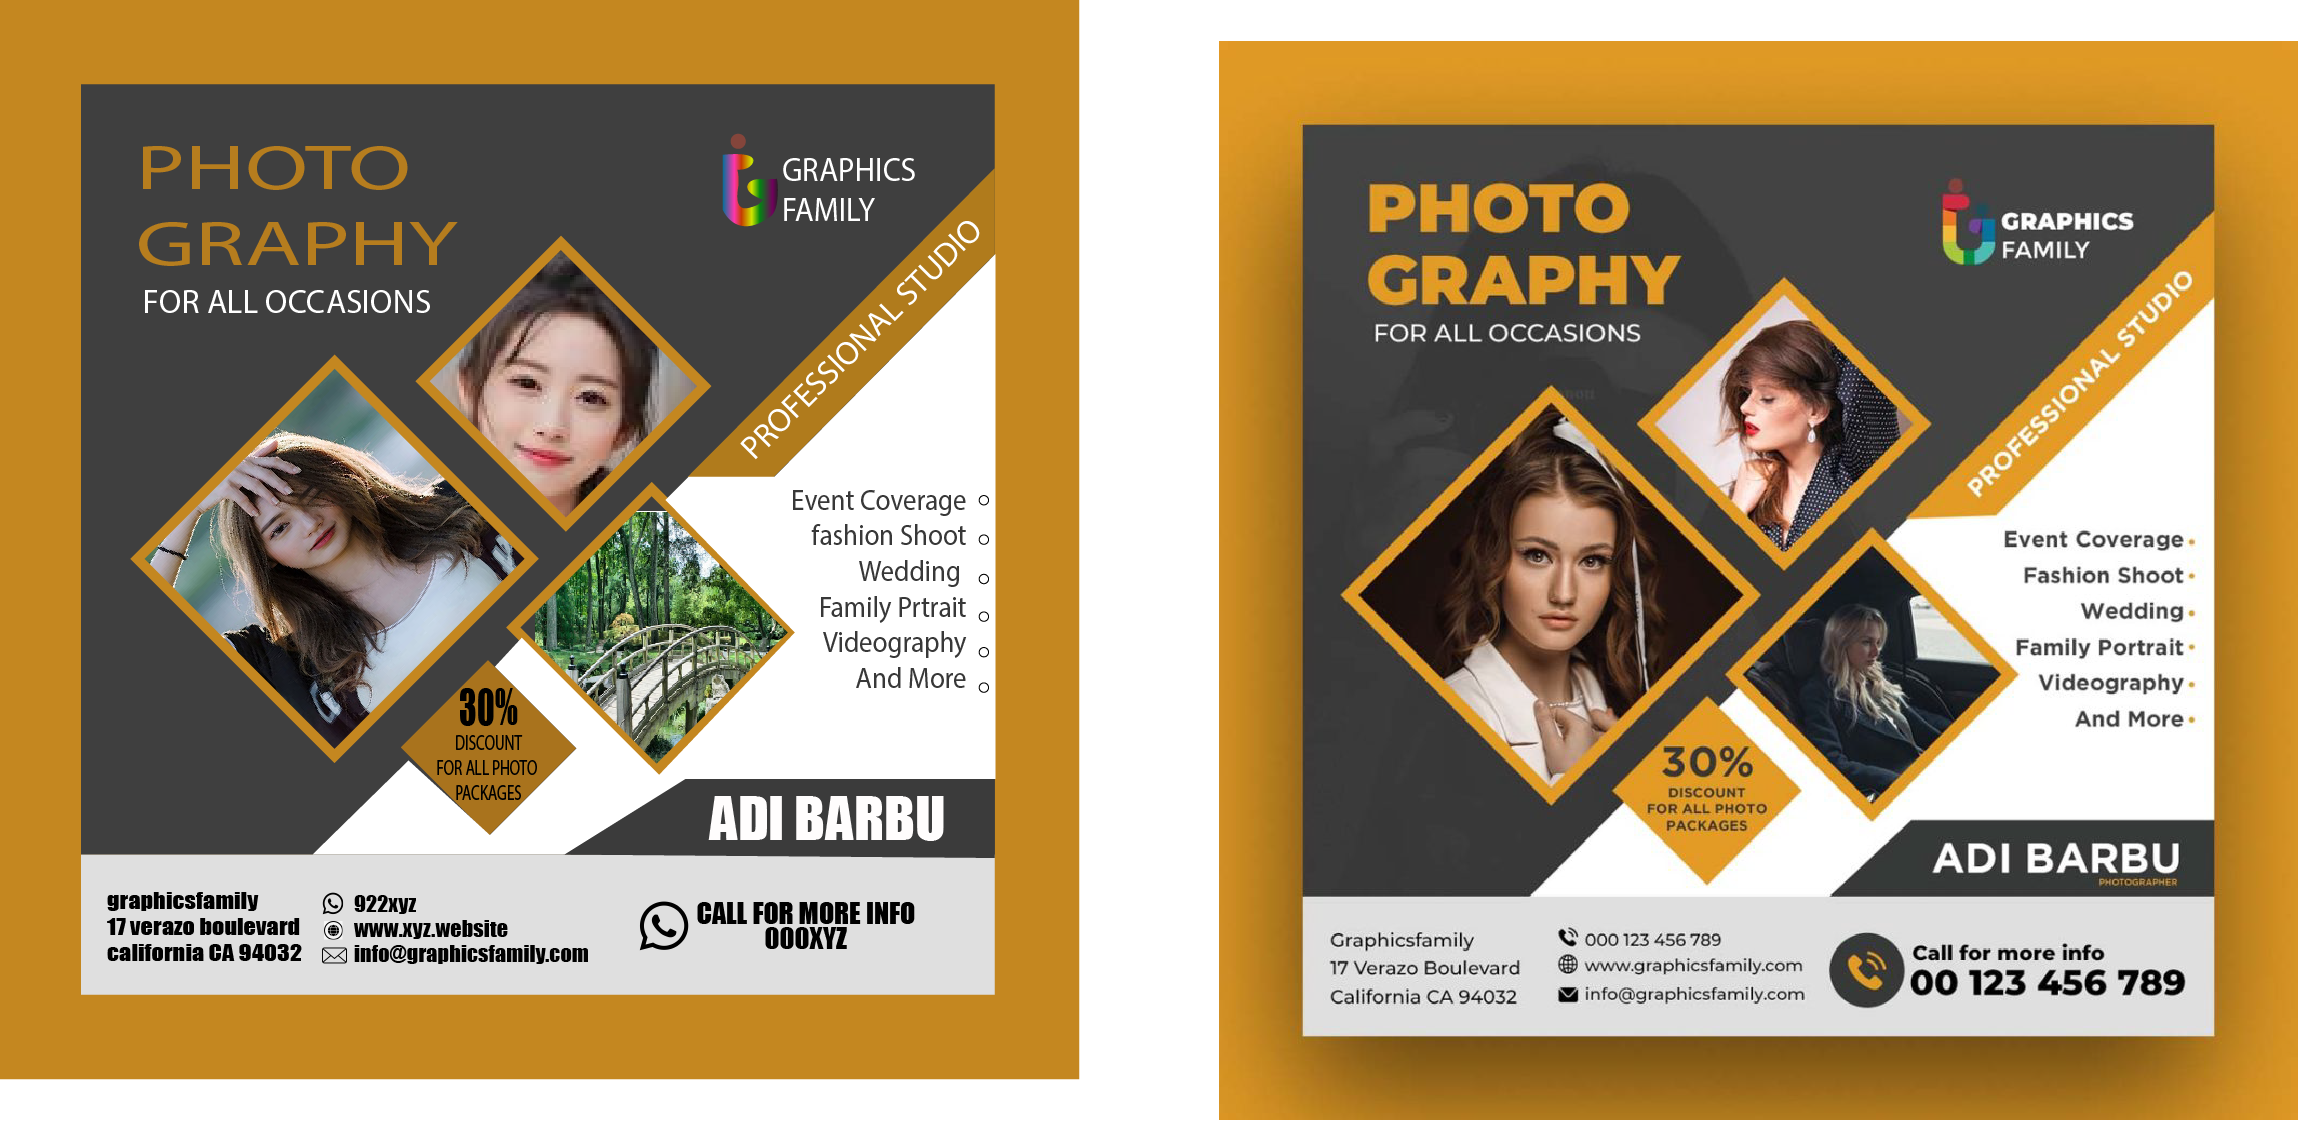 PHOTO
GRAPHY
FOR ALL OCCASIONS
GRAPHICS
FAMILY
PROFESSIONAL STUDIO
Event Coverage
fashion Shoot
Wedding
Family Prtrait
Videography
And More
30%
DISCOUNT
FOR ALL PHOTO
PACKAGES
ADI BARBU
graphicsfamily
17 verazo boulevard
california CA 94032
922xyz
www.xyz.website
info@graphicsfamily.com
CALL FOR MORE INFO
000XYZ
PHOTO
GRAPHY
FOR ALL OCCASIONS
GRAPHICS
FAMILY
PROFESSIONAL STUDIO
Event Coverage
Fashion Shoot
Wedding
Family Portrait
Videography
And More
30%
DISCOUNT
FOR ALL PHOTO
PACKAGES
ADI BARBU
PHOTOGRAPHER
Graphicsfamily
17 Verazo Boulevard
California CA 94032
000 123 456 789
www.graphicsfamily.com
info@graphicsfamily.com
Call for more info
00 123 456 789